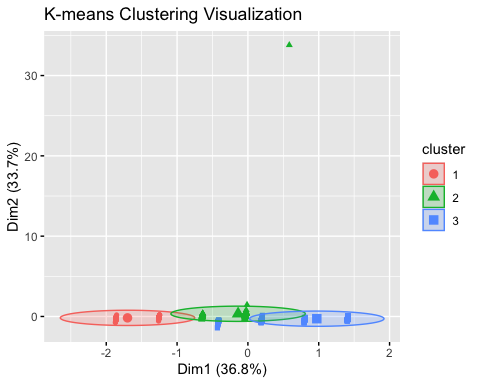 K-means Clustering Visualization
30
20
10
0
Dim2 (33.7%)
-2 -1 0 1 2
Dim1 (36.8%)
cluster
1
2
3